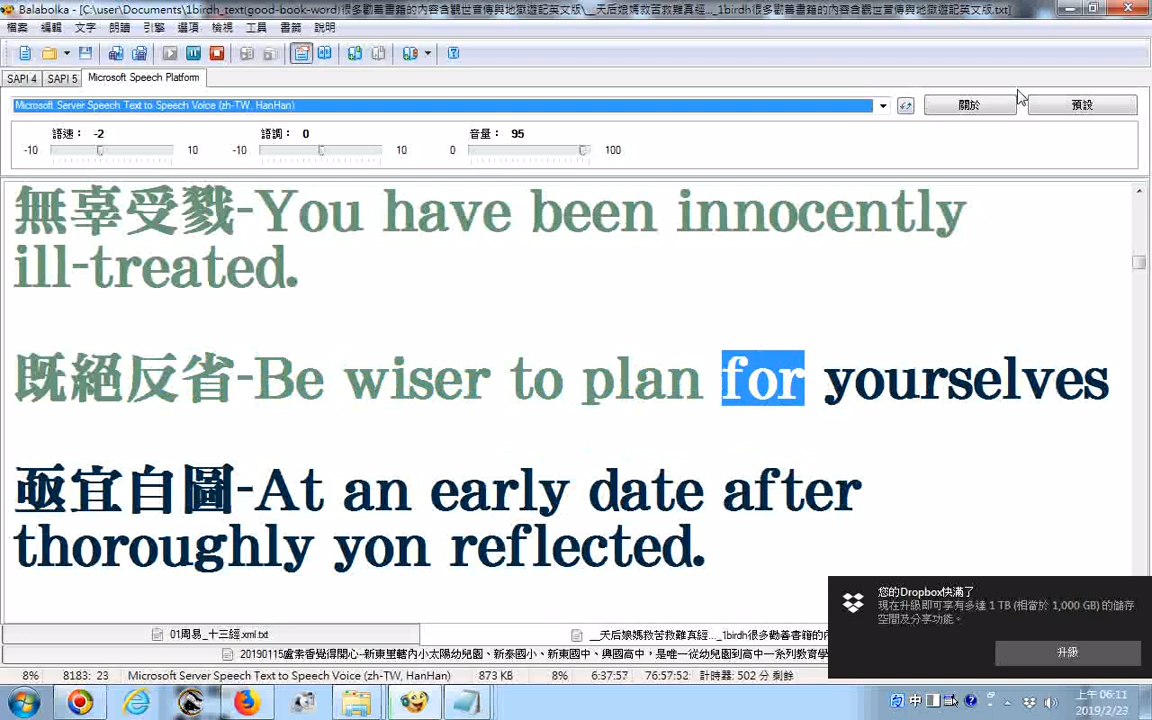 Balabolka - [C:\user\Documents\1birdh_text(good-book-word)很多勸善書籍的內容含觀世音傳與地獄遊記英文版\__天后娘媽救苦救難真經..._1birdh很多勸善書籍的內容含觀世音傳與地獄遊記英文版.txt]
檔案 編輯 文字 朗讀 引擎 選項 檢視 工具 書籤 說明
SAPI 4 SAPI 5 Microsoft Speech Platform
Microsoft Server Speech Text to Speech Voice (zh-TW, HanHan)
關於 預設
語速： -2 語調： 0 音量： 95
-10 10 -10 10 0 100
無辜受戮-You have been innocently
ill-treated.
既絕反省-Be wiser to plan for yourselves
亟宜自圖-At an early date after
thoroughly yon reflected.
您的Dropbox快滿了
現在升級即可享有多達 1 TB (相當於 1,000 GB) 的儲存
空間及分享功能。
升級
01周易_十三經.xml.txt __天后娘媽救苦救難真經..._1birdh很多勸善書籍的內
20190115盧素香覺得開心-新東里轄內小太陽幼兒園、新泰國小、新東國中、興國高中，是唯一從幼兒園到高中一系列教育學
8% 8183: 23 Microsoft Server Speech Text to Speech Voice (zh-TW, HanHan) 873 KB 8% 6:37:57 76:57:52 計時器: 502 分 剩餘
中
上午 06:11
2019/2/23